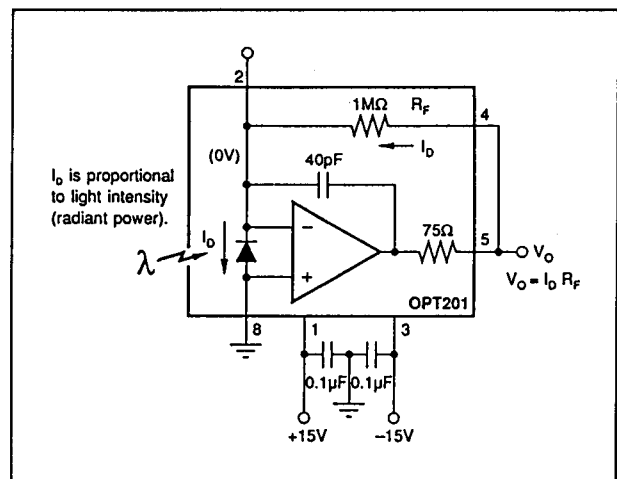 2
1MΩ R_F
4
I_D
(0V)
40pF
I_D is proportional
to light intensity
(radiant power).
I_D
λ
−
+
75Ω
5
V_O
V_O = I_D R_F
OPT201
8
1
3
0.1µF
0.1µF
+15V
−15V